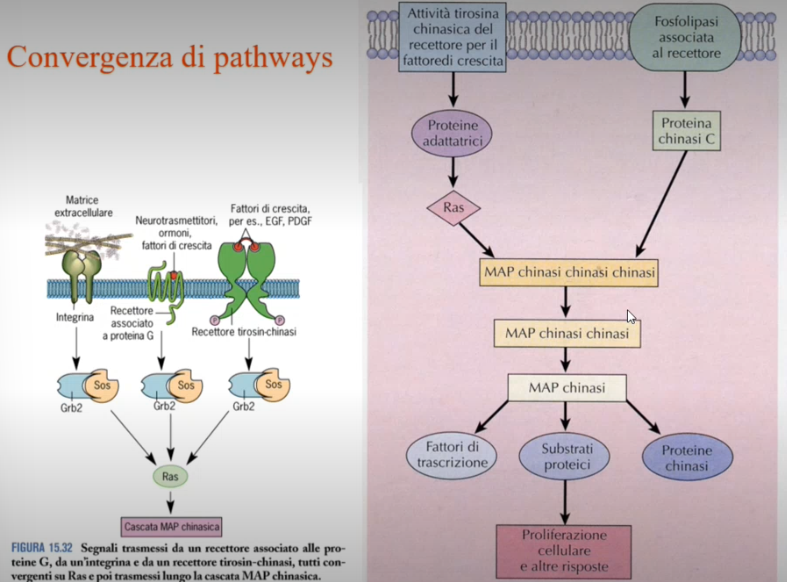 Convergenza di pathways
Matrice
extracellulare
Neurotrasmettitori,
ormoni,
fattori di crescita
Fattori di crescita,
per es., EGF, PDGF
Integrina
Recettore
associato
a proteina G
P
P
Recettore tirosin-chinasi
Sos
Grb2
Sos
Grb2
Sos
Grb2
Ras
Cascata MAP chinasica
FIGURA 15.32 Segnali trasmessi da un recettore associato alle pro-
teine G, da un'integrina e da un recettore tirosin-chinasi, tutti con-
vergenti su Ras e poi trasmessi lungo la cascata MAP chinasica.
Attività tirosina
chinasica del
recettore per il
fattoredi crescita
Fosfolipasi
associata
al recettore
Proteine
adattatrici
Proteina
chinasi C
Ras
MAP chinasi chinasi chinasi
MAP chinasi chinasi
MAP chinasi
Fattori di
trascrizione
Substrati
proteici
Proteine
chinasi
Proliferazione
cellulare
e altre risposte